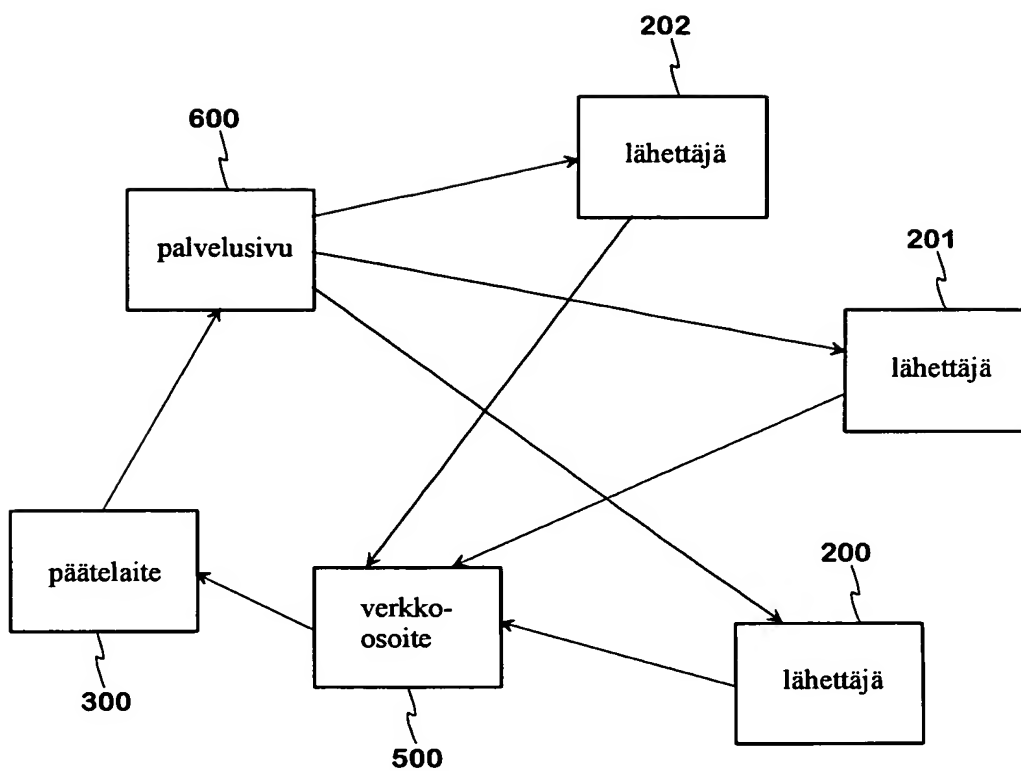 202
600
lähettäjä
palvelusivu
201
lähettäjä
200
päätelaite
verkko-
osoite
lähettäjä
300
500